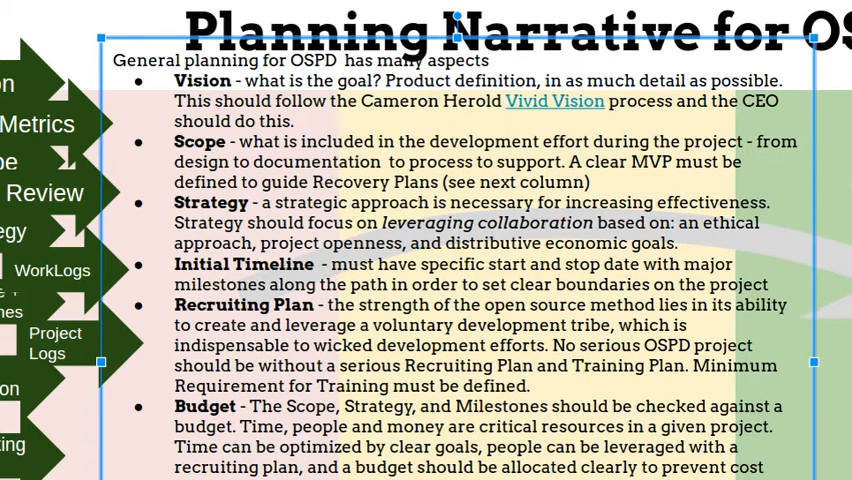 Planning Narrative for OS
General planning for OSPD has many aspects
● Vision - what is the goal? Product definition, in as much detail as possible.
This should follow the Cameron Herold Vivid Vision process and the CEO
should do this.
● Scope - what is included in the development effort during the project - from
design to documentation to process to support. A clear MVP must be
defined to guide Recovery Plans (see next column)
● Strategy - a strategic approach is necessary for increasing effectiveness.
Strategy should focus on leveraging collaboration based on: an ethical
approach, project openness, and distributive economic goals.
● Initial Timeline - must have specific start and stop date with major
milestones along the path in order to set clear boundaries on the project
● Recruiting Plan - the strength of the open source method lies in its ability
to create and leverage a voluntary development tribe, which is
indispensable to wicked development efforts. No serious OSPD project
should be without a serious Recruiting Plan and Training Plan. Minimum
Requirement for Training must be defined.
● Budget - The Scope, Strategy, and Milestones should be checked against a
budget. Time, people and money are critical resources in a given project.
Time can be optimized by clear goals, people can be leveraged with a
recruiting plan, and a budget should be allocated clearly to prevent cost
on
Metrics
pe
Review
egy
WorkLogs
nes
Project
Logs
ion
ting